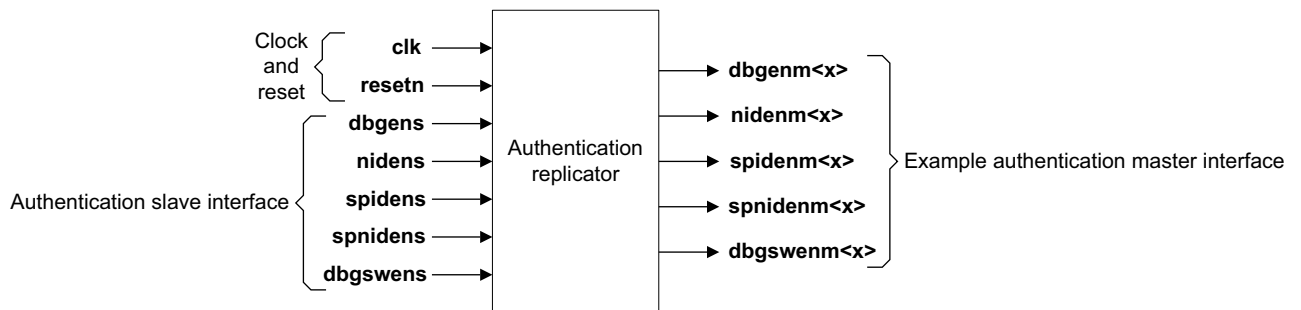 Clock
and
reset
clk
resetn
Authentication slave interface
dbgens
nidens
spidens
spnidens
dbgswens
Authentication
replicator
dbgenm<x>
nidenm<x>
spidenm<x>
spnidenm<x>
dbgswenm<x>
Example authentication master interface